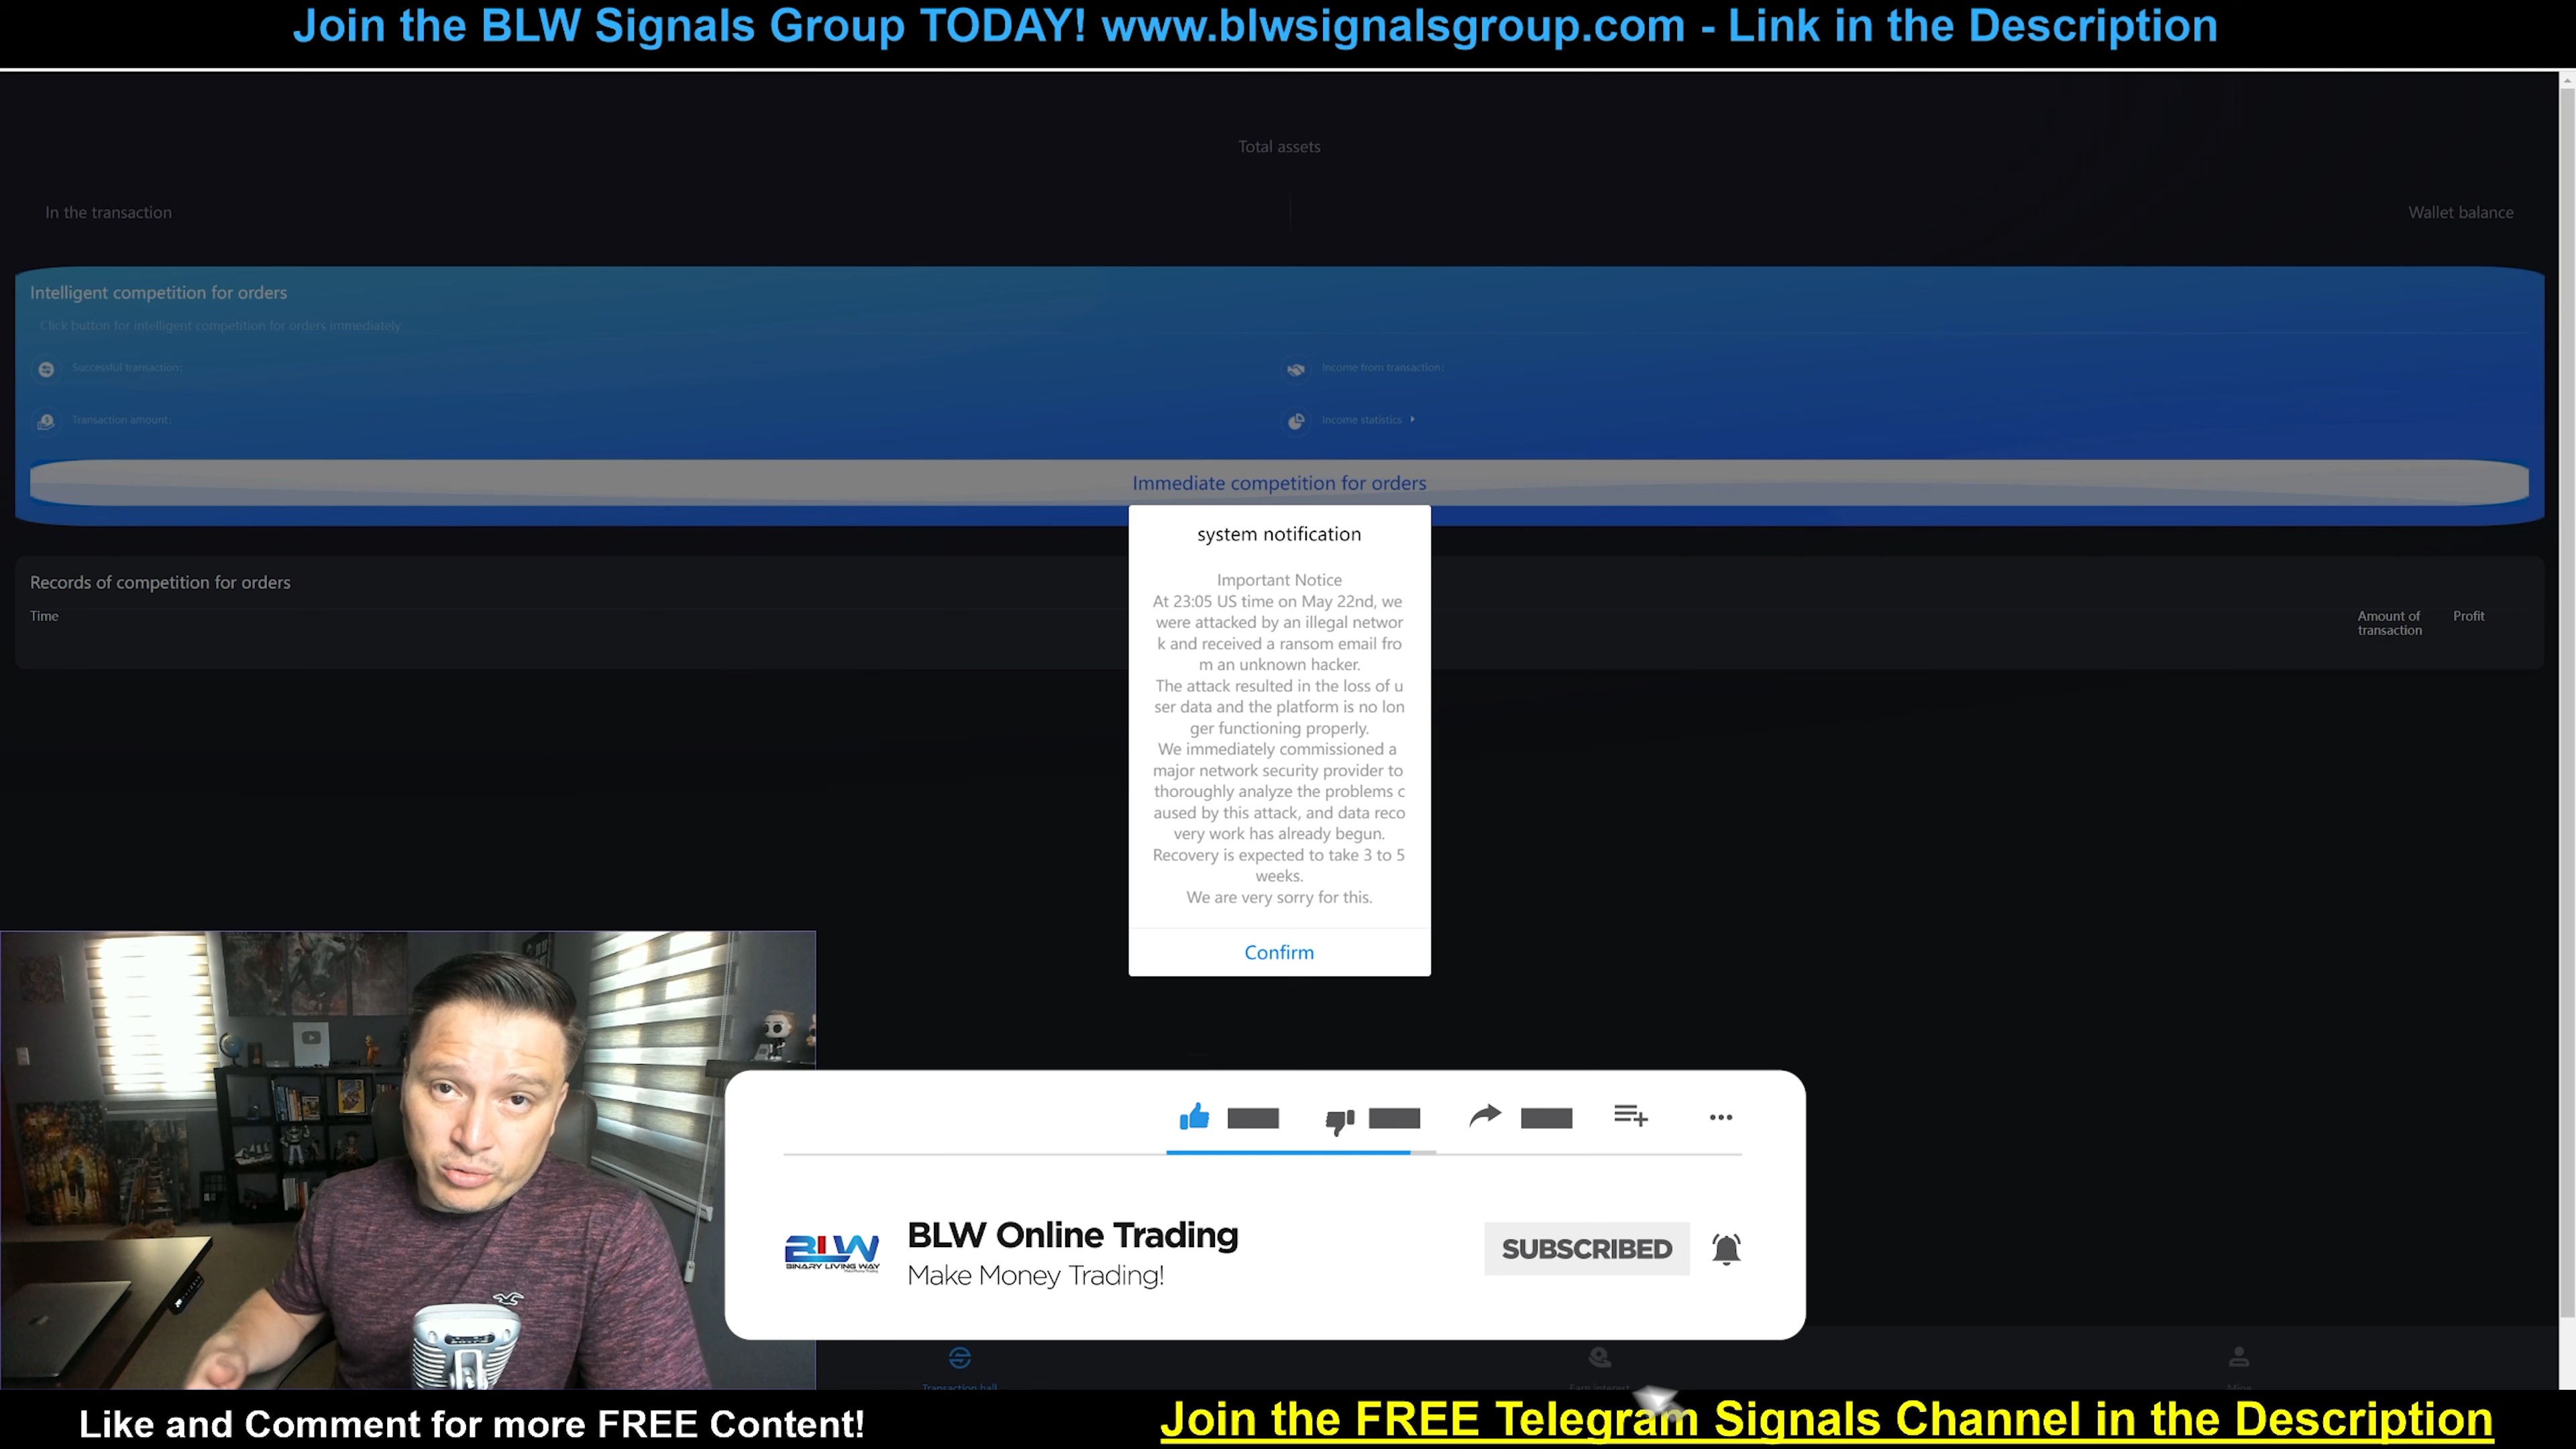 Join the BLW Signals Group TODAY! www.blwsignalsgroup.com - Link in the Description
Total assets
In the transaction
Wallet balance
Intelligent competition for orders
Click button for intelligent competition for orders immediately
Successful transaction:
Income from transaction:
Transaction amount:
Income statistics
Immediate competition for orders
system notification
Important Notice
At 23:05 US time on May 22nd, we
were attacked by an illegal networ
k and received a ransom email fro
m an unknown hacker.
The attack resulted in the loss of u
ser data and the platform is no lon
ger functioning properly.
We immediately commissioned a
major network security provider to
thoroughly analyze the problems c
aused by this attack, and data reco
very work has already begun.
Recovery is expected to take 3 to 5
weeks.
We are very sorry for this.
Confirm
Records of competition for orders
Time
Amount of
transaction
Profit
BLW
BINARY LIVING WAY
BLW Online Trading
Make Money Trading!
SUBSCRIBED
Transaction hall
Earn interest
Mine
Like and Comment for more FREE Content!
Join the FREE Telegram Signals Channel in the Description